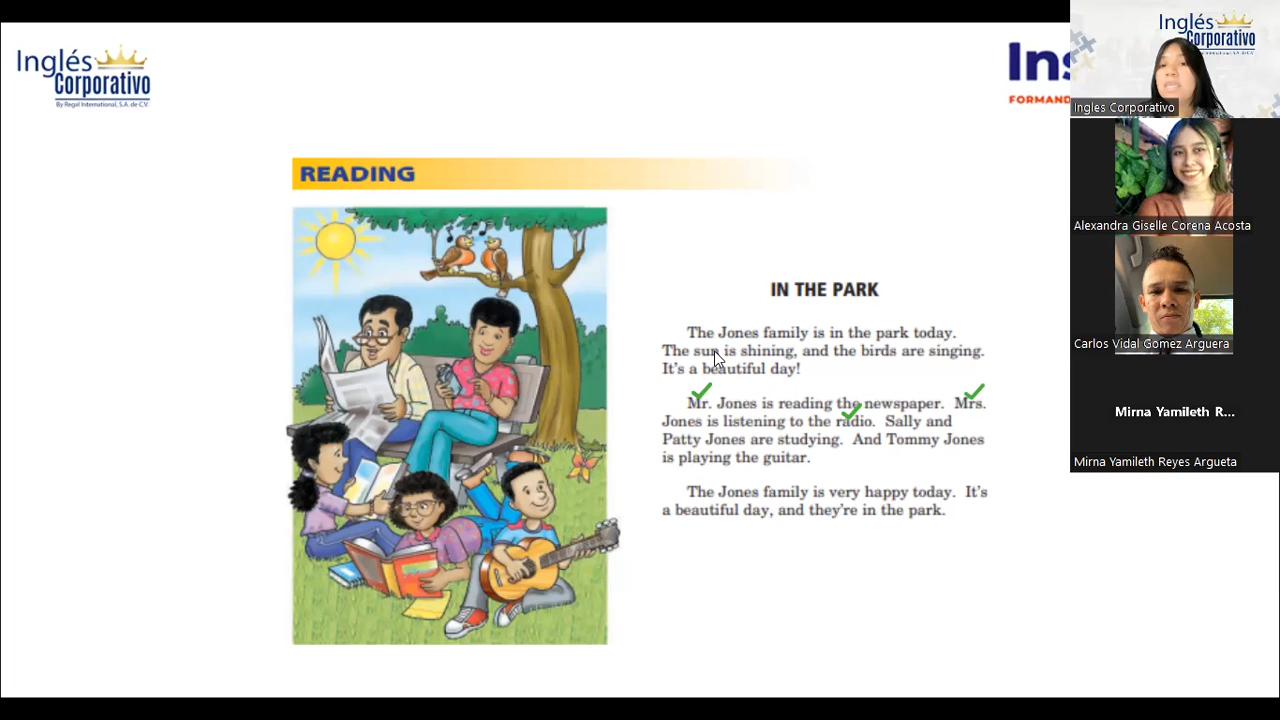 Inglés
Corporativo
By Regal International, S.A. de C.V.
Ins
FORMAND
READING
IN THE PARK
The Jones family is in the park today.
The sun is shining, and the birds are singing.
It's a beautiful day!
Mr. Jones is reading the newspaper. Mrs.
Jones is listening to the radio. Sally and
Patty Jones are studying. And Tommy Jones
is playing the guitar.
The Jones family is very happy today. It's
a beautiful day, and they're in the park.
Inglés
Corporativo
Ingles Corporativo
Alexandra Giselle Corena Acosta
Carlos Vidal Gomez Arguera
Mirna Yamileth R...
Mirna Yamileth Reyes Argueta